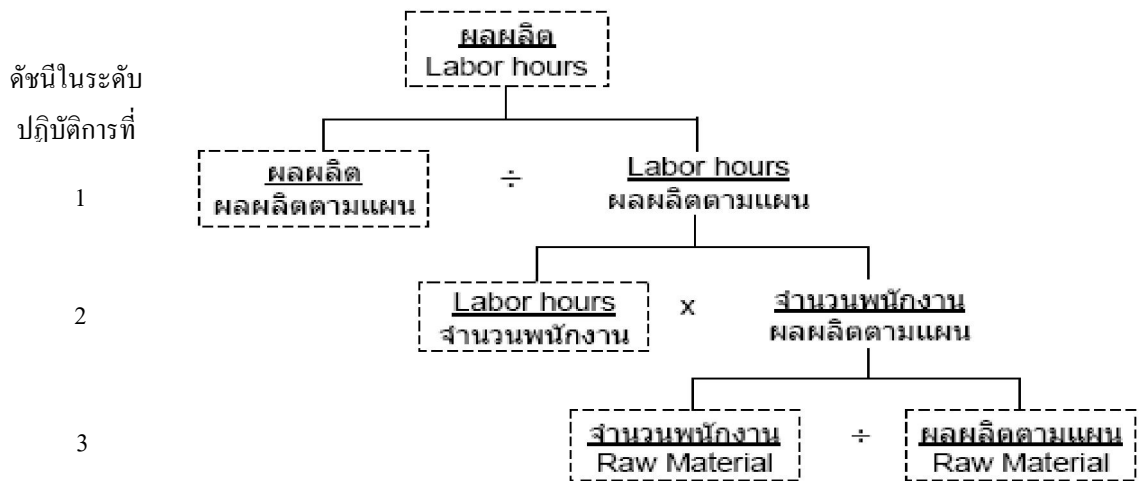 ผลผลิต
Labor hours
ดัชนีในระดับ
ปฏิบัติการที่
1
ผลผลิต
ผลผลิตตามแผน
÷
Labor hours
ผลผลิตตามแผน
2
Labor hours
จำนวนพนักงาน
x
จำนวนพนักงาน
ผลผลิตตามแผน
3
จำนวนพนักงาน
Raw Material
÷
ผลผลิตตามแผน
Raw Material